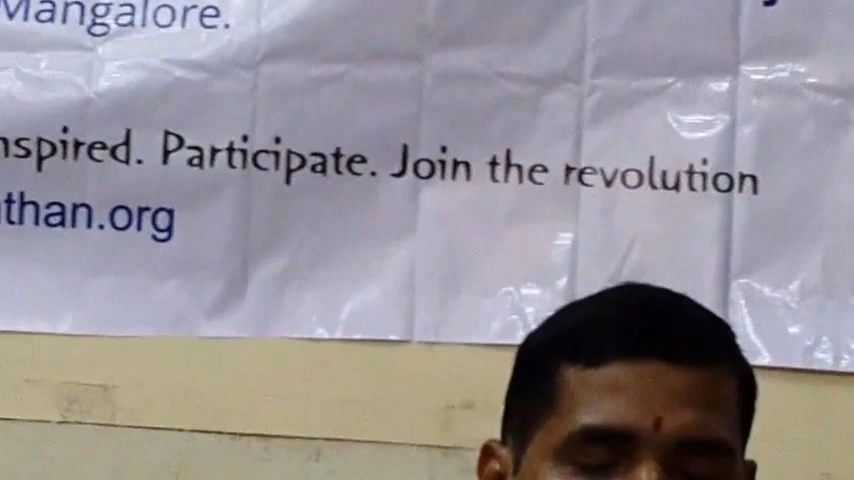 Mangalore.
nspired. Participate. Join the revolution
than.org